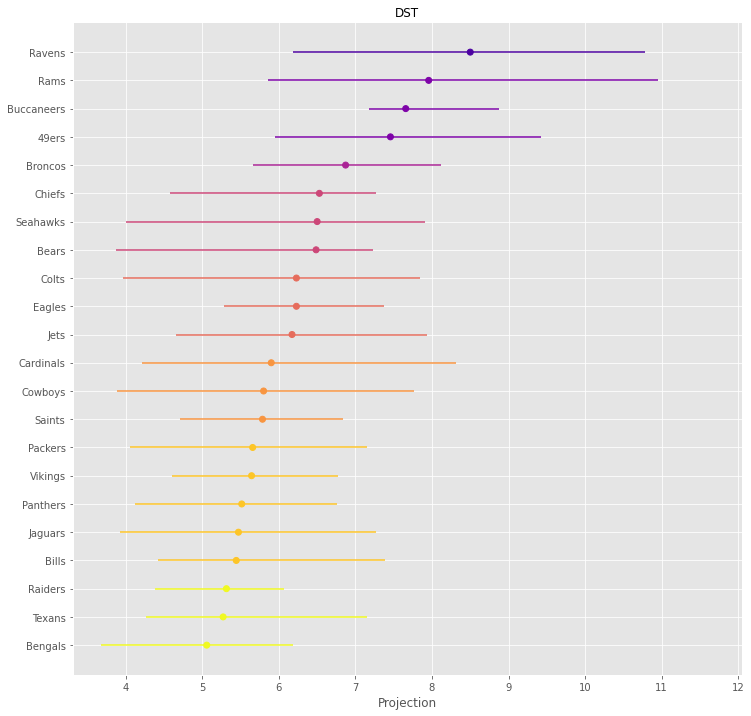 DST
Ravens
Rams
Buccaneers
49ers
Broncos
Chiefs
Seahawks
Bears
Colts
Eagles
Jets
Cardinals
Cowboys
Saints
Packers
Vikings
Panthers
Jaguars
Bills
Raiders
Texans
Bengals
4 5 6 7 8 9 10 11 12
Projection